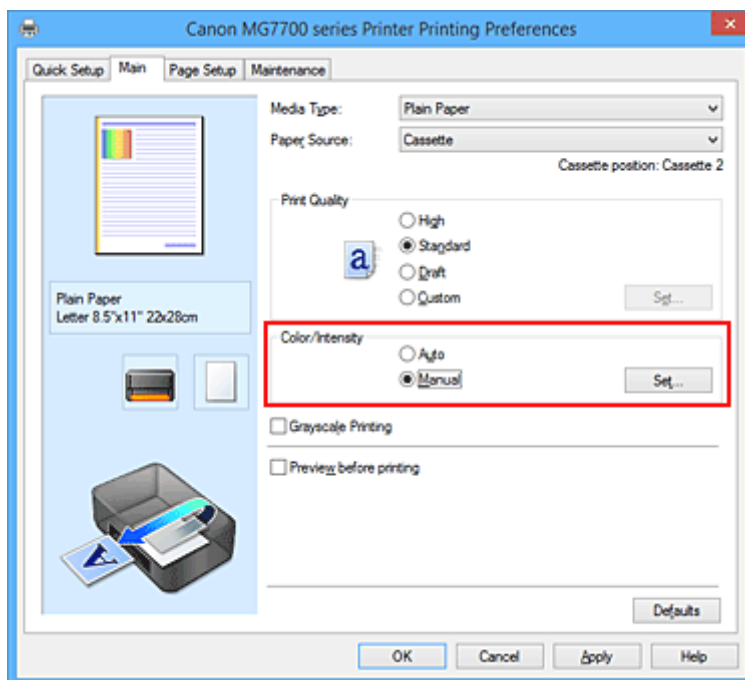 Canon MG7700 series Printer Printing Preferences
Quick Setup Main Page Setup Maintenance
Media Type: Plain Paper
Paper Source: Cassette
Cassette position: Cassette 2
Print Quality
High
Standard
Draft
Custom Set...
a
Plain Paper
Letter 8.5"x11" 22x28cm
Color/Intensity
Auto
Manual Set...
Grayscale Printing
Preview before printing
A
Defaults
OK Cancel Apply Help